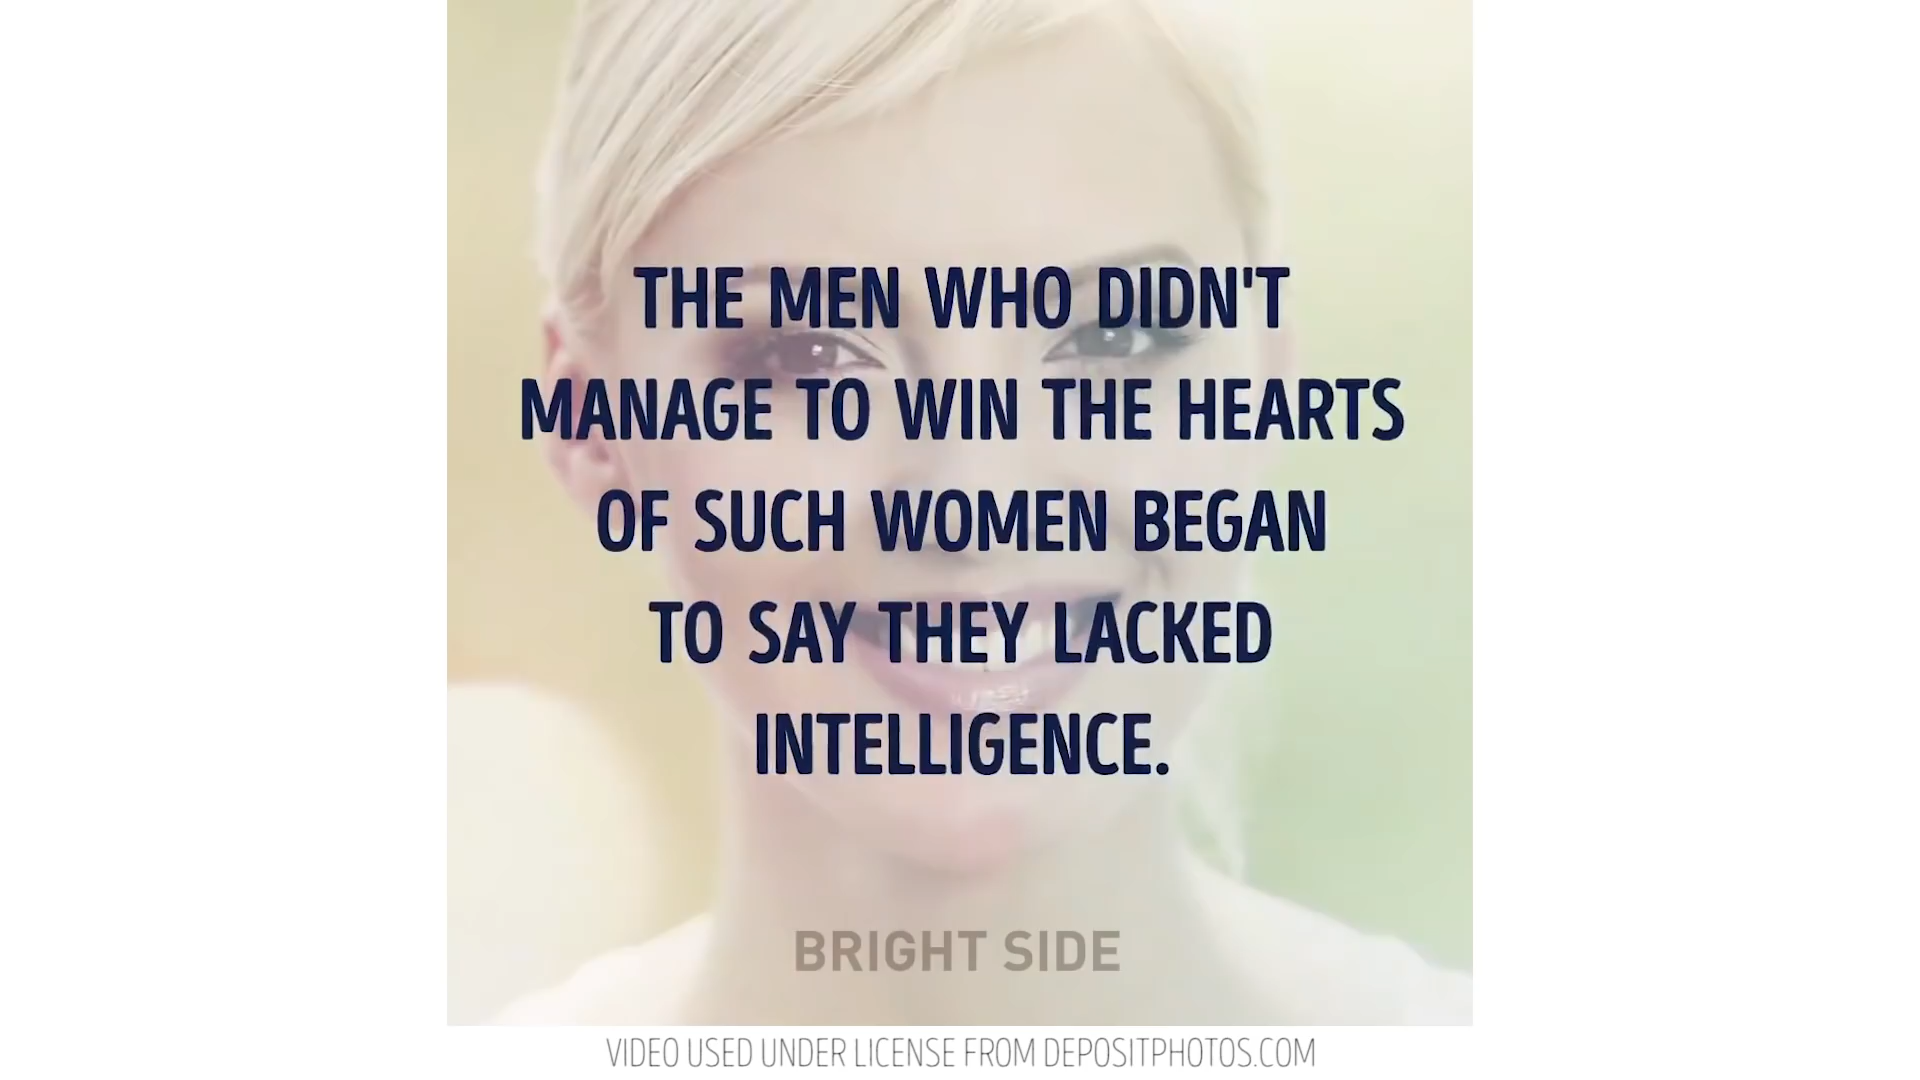 THE MEN WHO DIDN'T
MANAGE TO WIN THE HEARTS
OF SUCH WOMEN BEGAN
TO SAY THEY LACKED
INTELLIGENCE.
BRIGHT SIDE
VIDEO USED UNDER LICENSE FROM DEPOSITPHOTOS.COM